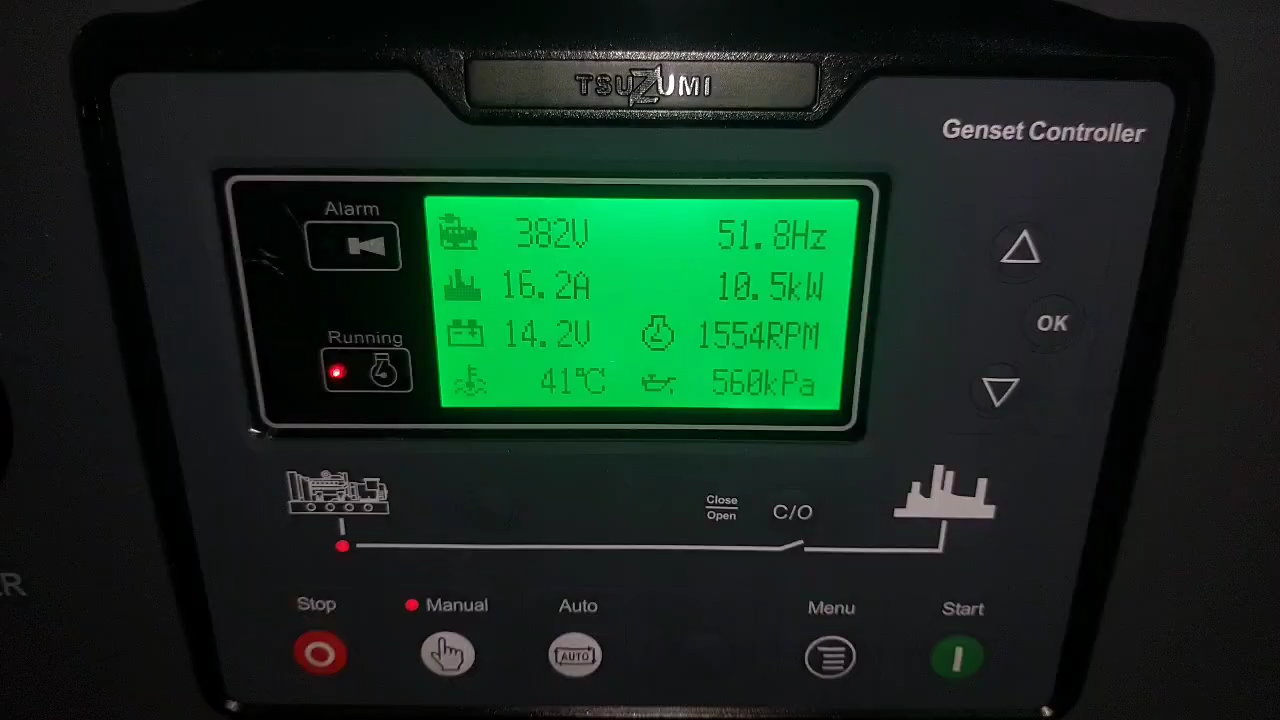 TSUZUMI
Genset Controller
Alarm
Running
382V 51.8Hz
16.2A 10.5kW
14.2V 1554RPM
41℃ 560kPa
OK
Close
Open
C/O
ER
Stop
Manual
Auto
AUTO
Menu
Start